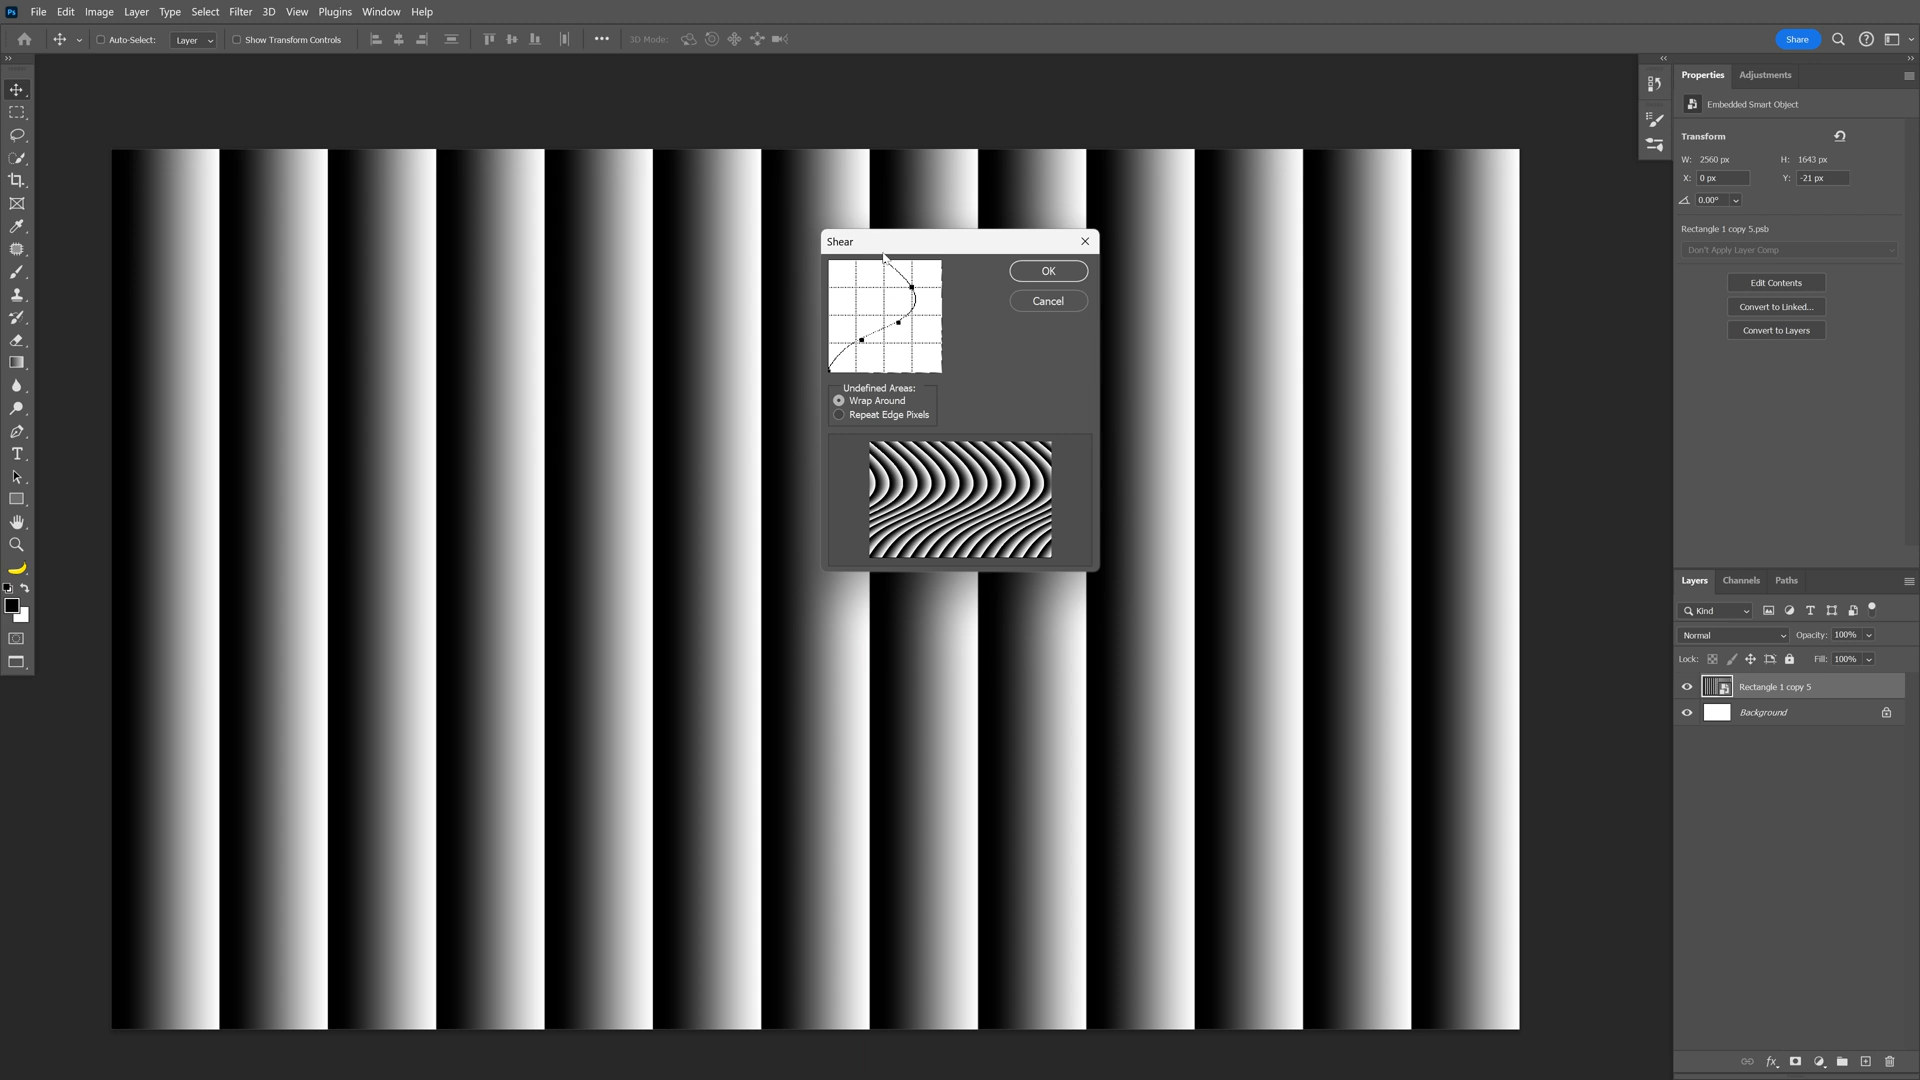 Ps File Edit Image Layer Type Select Filter 3D View Plugins Window Help
Auto-Select: Layer Show Transform Controls 3D Mode: Share
Properties Adjustments
Embedded Smart Object
Transform
W: 2560 px H: 1643 px
X: 0 px Y: -21 px
0.00°
Rectangle 1 copy 5.psb
Don't Apply Layer Comp
Edit Contents
Convert to Linked...
Convert to Layers
Shear
OK
Cancel
Undefined Areas:
Wrap Around
Repeat Edge Pixels
Layers Channels Paths
Kind
Normal Opacity: 100%
Lock: Fill: 100%
Rectangle 1 copy 5
Background